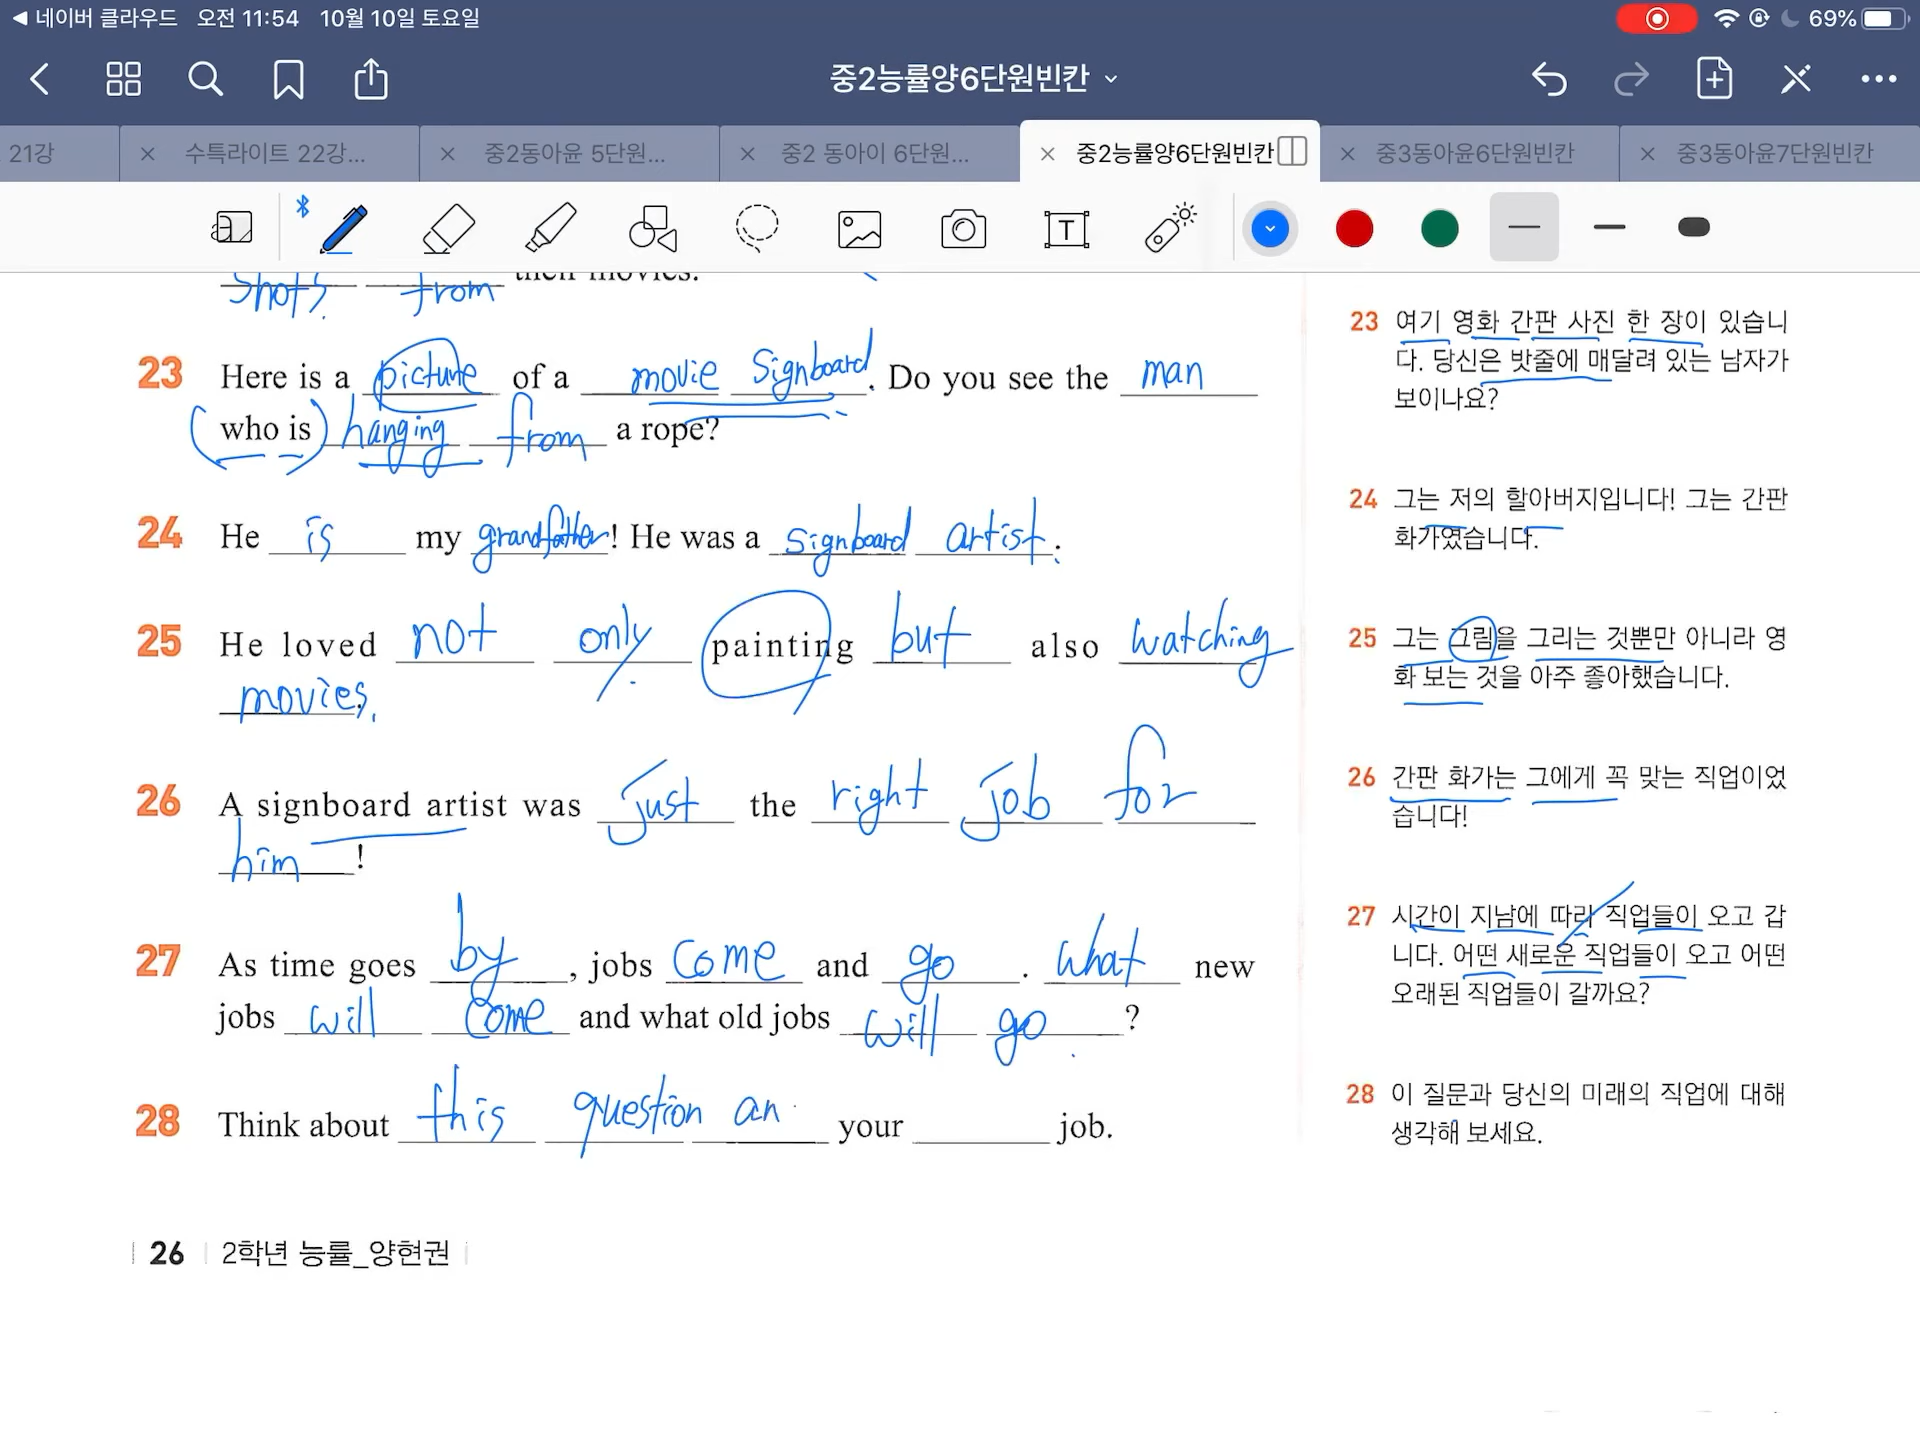 네이버 클라우드 오전 11:54 10월 10일 토요일 69%
중2능률양6단원빈칸
21강 수특라이트 22강... 중2동아윤 5단원... 중2 동아이 6단원... 중2능률양6단원빈칸 중3동아윤6단원빈칸 중3동아윤7단원빈칸
shots from their movies.
23 Here is a picture of a movie signboard. Do you see the man
(who is) hanging from a rope?
24 He is my grandfather! He was a signboard artist.
25 He loved not only painting but also watching
movies.
26 A signboard artist was just the right job for
him!
27 As time goes by, jobs come and go. What new
jobs will come and what old jobs will go?
28 Think about this question an your ____ job.
23 여기 영화 간판 사진 한 장이 있습니
다. 당신은 밧줄에 매달려 있는 남자가
보이나요?
24 그는 저의 할아버지입니다! 그는 간판
화가였습니다.
25 그는 그림을 그리는 것뿐만 아니라 영
화 보는 것을 아주 좋아했습니다.
26 간판 화가는 그에게 꼭 맞는 직업이었
습니다!
27 시간이 지남에 따라 직업들이 오고 갑
니다. 어떤 새로운 직업들이 오고 어떤
오래된 직업들이 갈까요?
28 이 질문과 당신의 미래의 직업에 대해
생각해 보세요.
26 2학년 능률_양현권